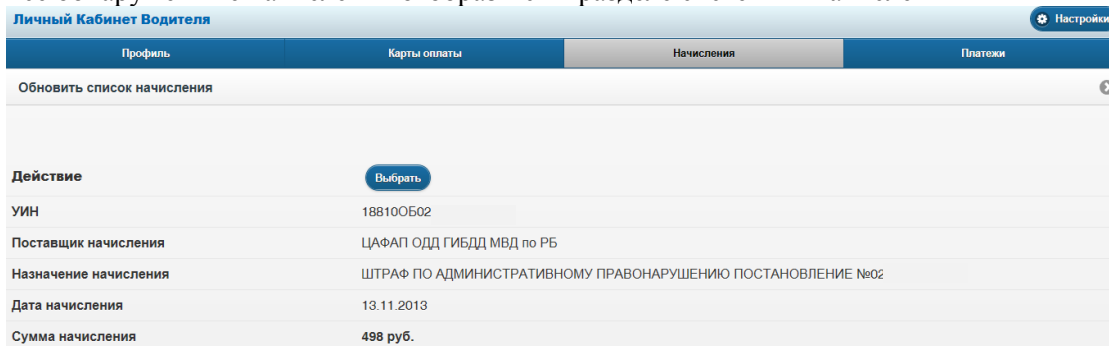 Личный Кабинет Водителя
Настройки
Профиль Карты оплаты Начисления Платежи
Обновить список начисления
Действие Выбрать
УИН 18810ОБ02
Поставщик начисления ЦАФАП ОДД ГИБДД МВД по РБ
Назначение начисления ШТРАФ ПО АДМИНИСТРАТИВНОМУ ПРАВОНАРУШЕНИЮ ПОСТАНОВЛЕНИЕ №02
Дата начисления 13.11.2013
Сумма начисления 498 руб.